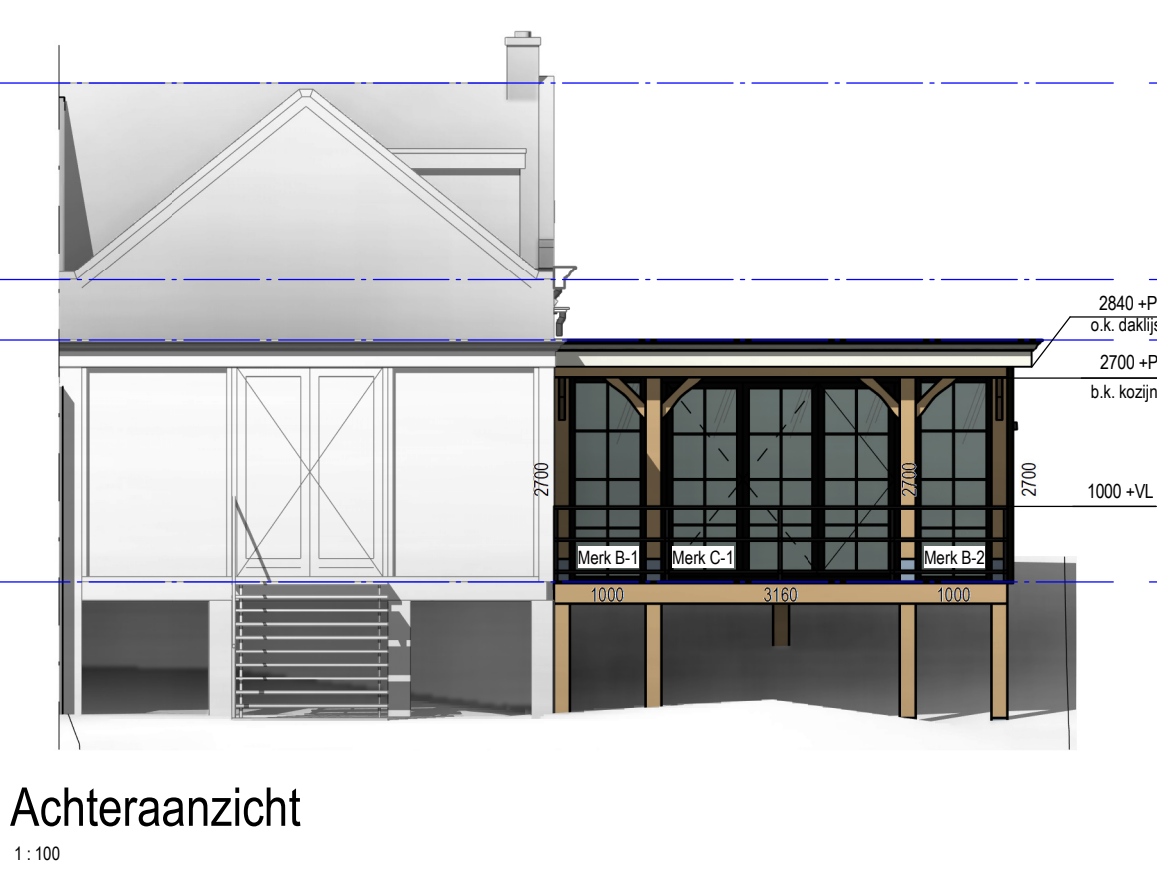 2840 +P
o.k. daklijs
2700 +P
b.k. kozijn
2700
2700
2700
1000 +VL
Merk B-1
Merk C-1
Merk B-2
1000
3160
1000
Achteraanzicht
1 : 100